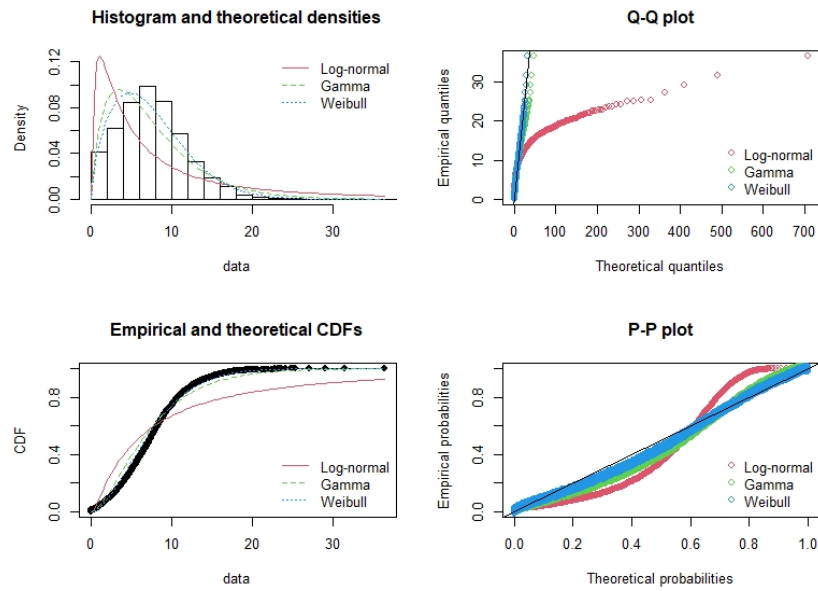 Histogram and theoretical densities
Density
0.00 0.04 0.08 0.12
Log-normal
Gamma
Weibull
0 10 20 30
data
Q-Q plot
Empirical quantiles
0 10 20 30
Log-normal
Gamma
Weibull
0 100 200 300 400 500 600 700
Theoretical quantiles
Empirical and theoretical CDFs
CDF
0.0 0.4 0.8
Log-normal
Gamma
Weibull
0 10 20 30
data
P-P plot
Empirical probabilities
0.0 0.4 0.8
Log-normal
Gamma
Weibull
0.0 0.2 0.4 0.6 0.8 1.0
Theoretical probabilities